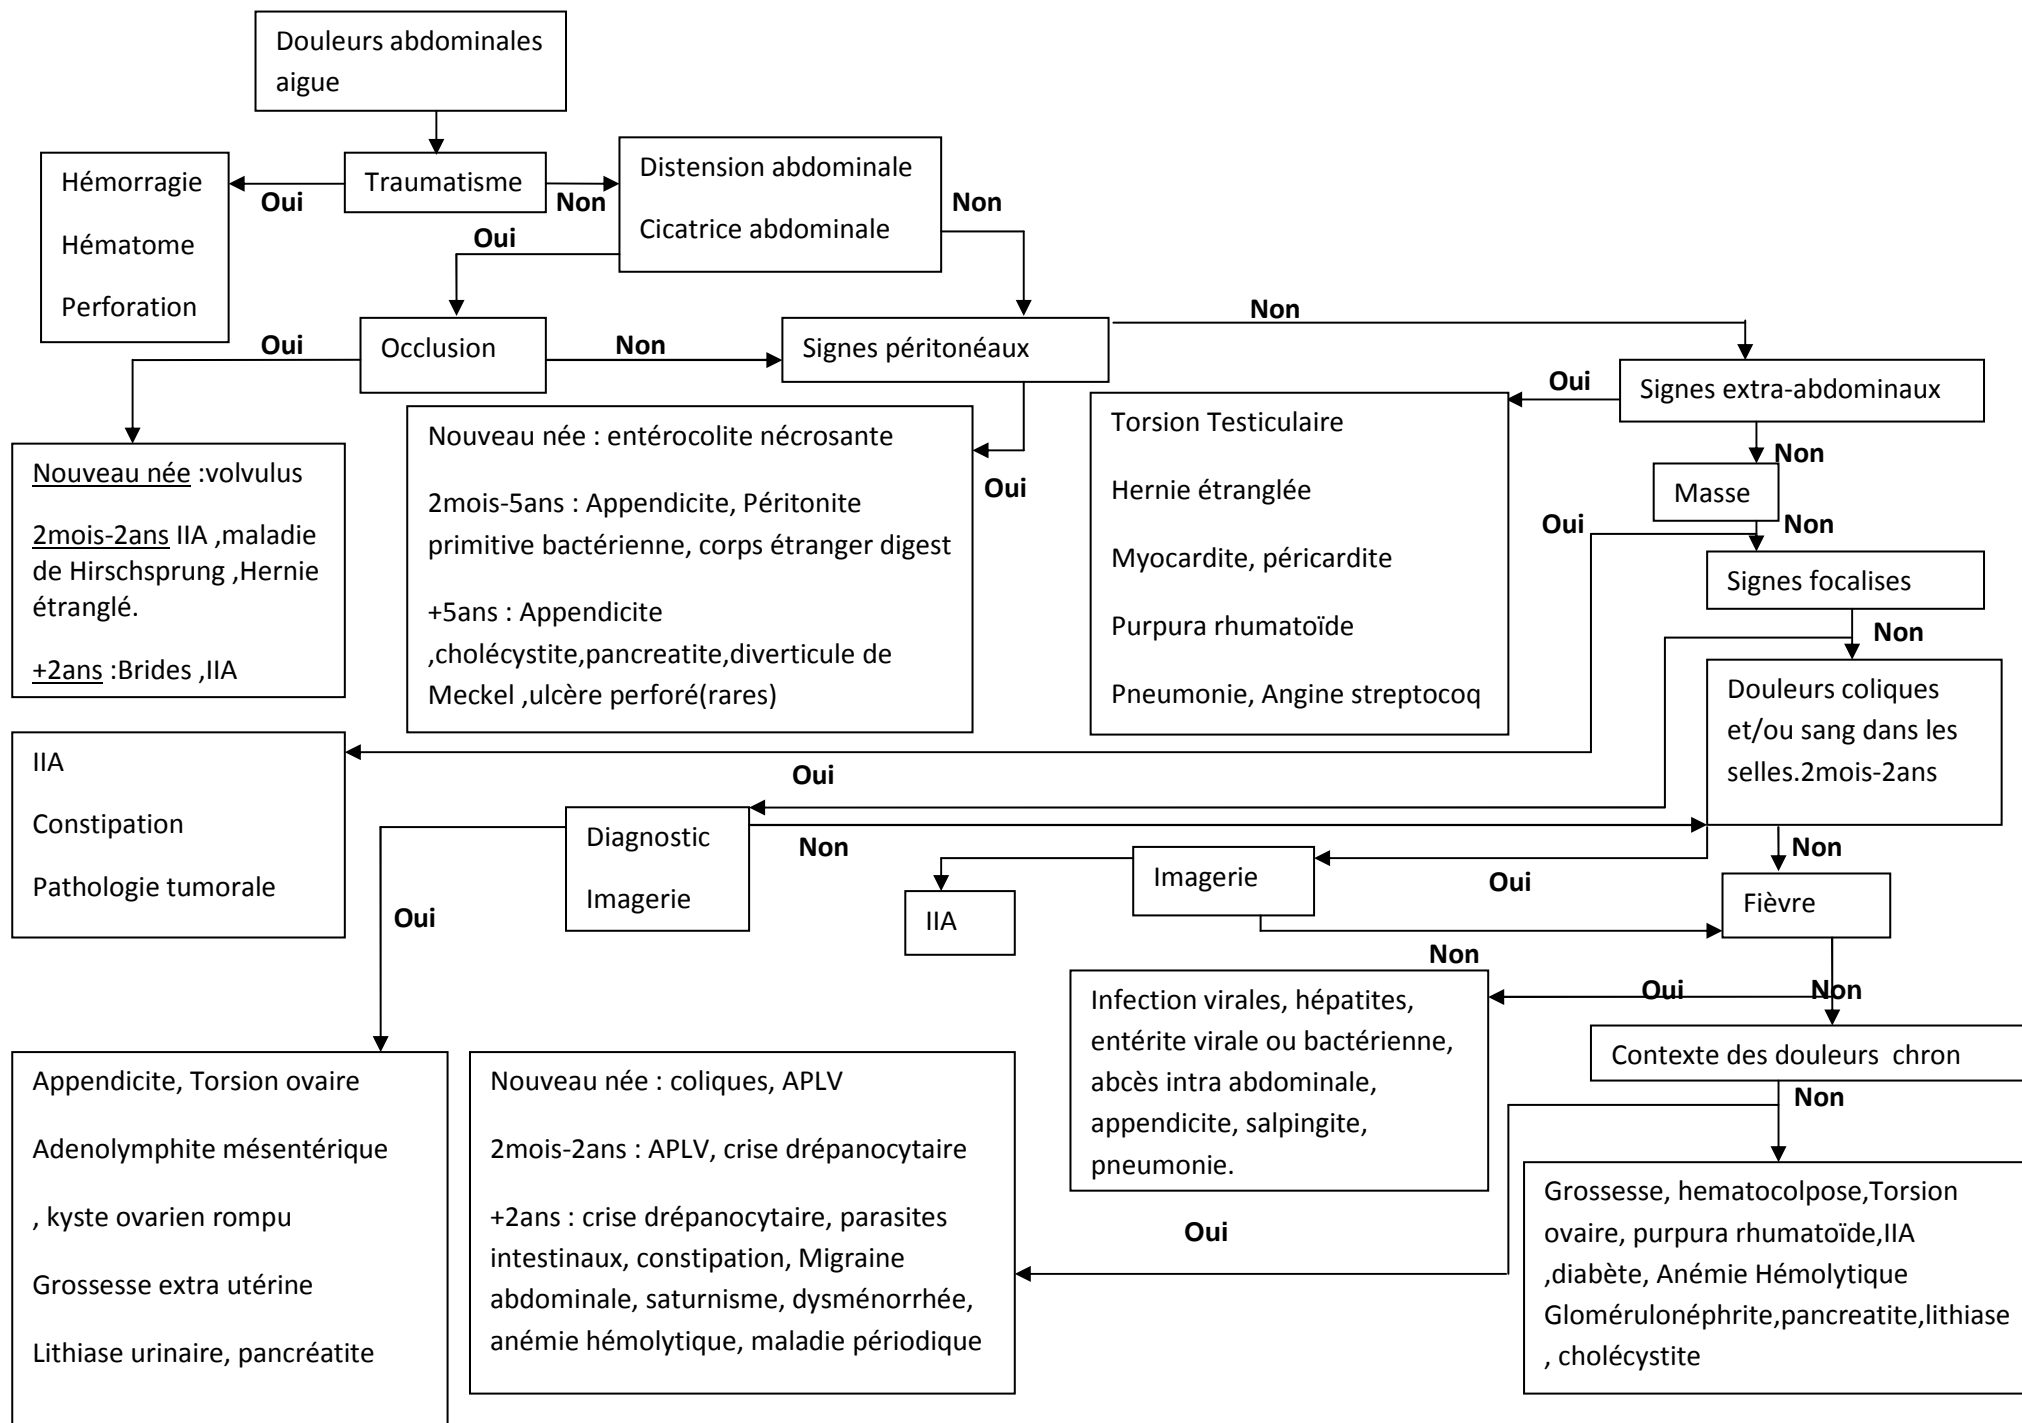 Douleurs abdominales
aigue
Hémorragie
Hématome
Perforation
Oui
Traumatisme
Non
Distension abdominale
Cicatrice abdominale
Non
Oui
Oui
Occlusion
Non
Signes péritonéaux
Non
Oui
Signes extra-abdominaux
Nouveau née :volvulus
2mois-2ans IIA ,maladie
de Hirschsprung ,Hernie
étranglé.
+2ans :Brides ,IIA
Nouveau née : entérocolite nécrosante
2mois-5ans : Appendicite, Péritonite
primitive bactérienne, corps étranger digest
+5ans : Appendicite
,cholécystite,pancreatite,diverticule de
Meckel ,ulcère perforé(rares)
Oui
Torsion Testiculaire
Hernie étranglée
Myocardite, péricardite
Purpura rhumatoïde
Pneumonie, Angine streptocoq
Non
Masse
Oui
Non
Signes focalises
Non
Douleurs coliques
et/ou sang dans les
selles.2mois-2ans
IIA
Constipation
Pathologie tumorale
Oui
Diagnostic
Imagerie
Non
Oui
IIA
Imagerie
Oui
Non
Fièvre
Non
Oui
Non
Infection virales, hépatites,
entérite virale ou bactérienne,
abcès intra abdominale,
appendicite, salpingite,
pneumonie.
Contexte des douleurs  chron
Non
Appendicite, Torsion ovaire
Adenolymphite mésentérique
, kyste ovarien rompu
Grossesse extra utérine
Lithiase urinaire, pancréatite
Nouveau née : coliques, APLV
2mois-2ans : APLV, crise drépanocytaire
+2ans : crise drépanocytaire, parasites
intestinaux, constipation, Migraine
abdominale, saturnisme, dysménorrhée,
anémie hémolytique, maladie périodique
Oui
Grossesse, hematocolpose,Torsion
ovaire, purpura rhumatoïde,IIA
,diabète, Anémie Hémolytique
Glomérulonéphrite,pancreatite,lithiase
, cholécystite